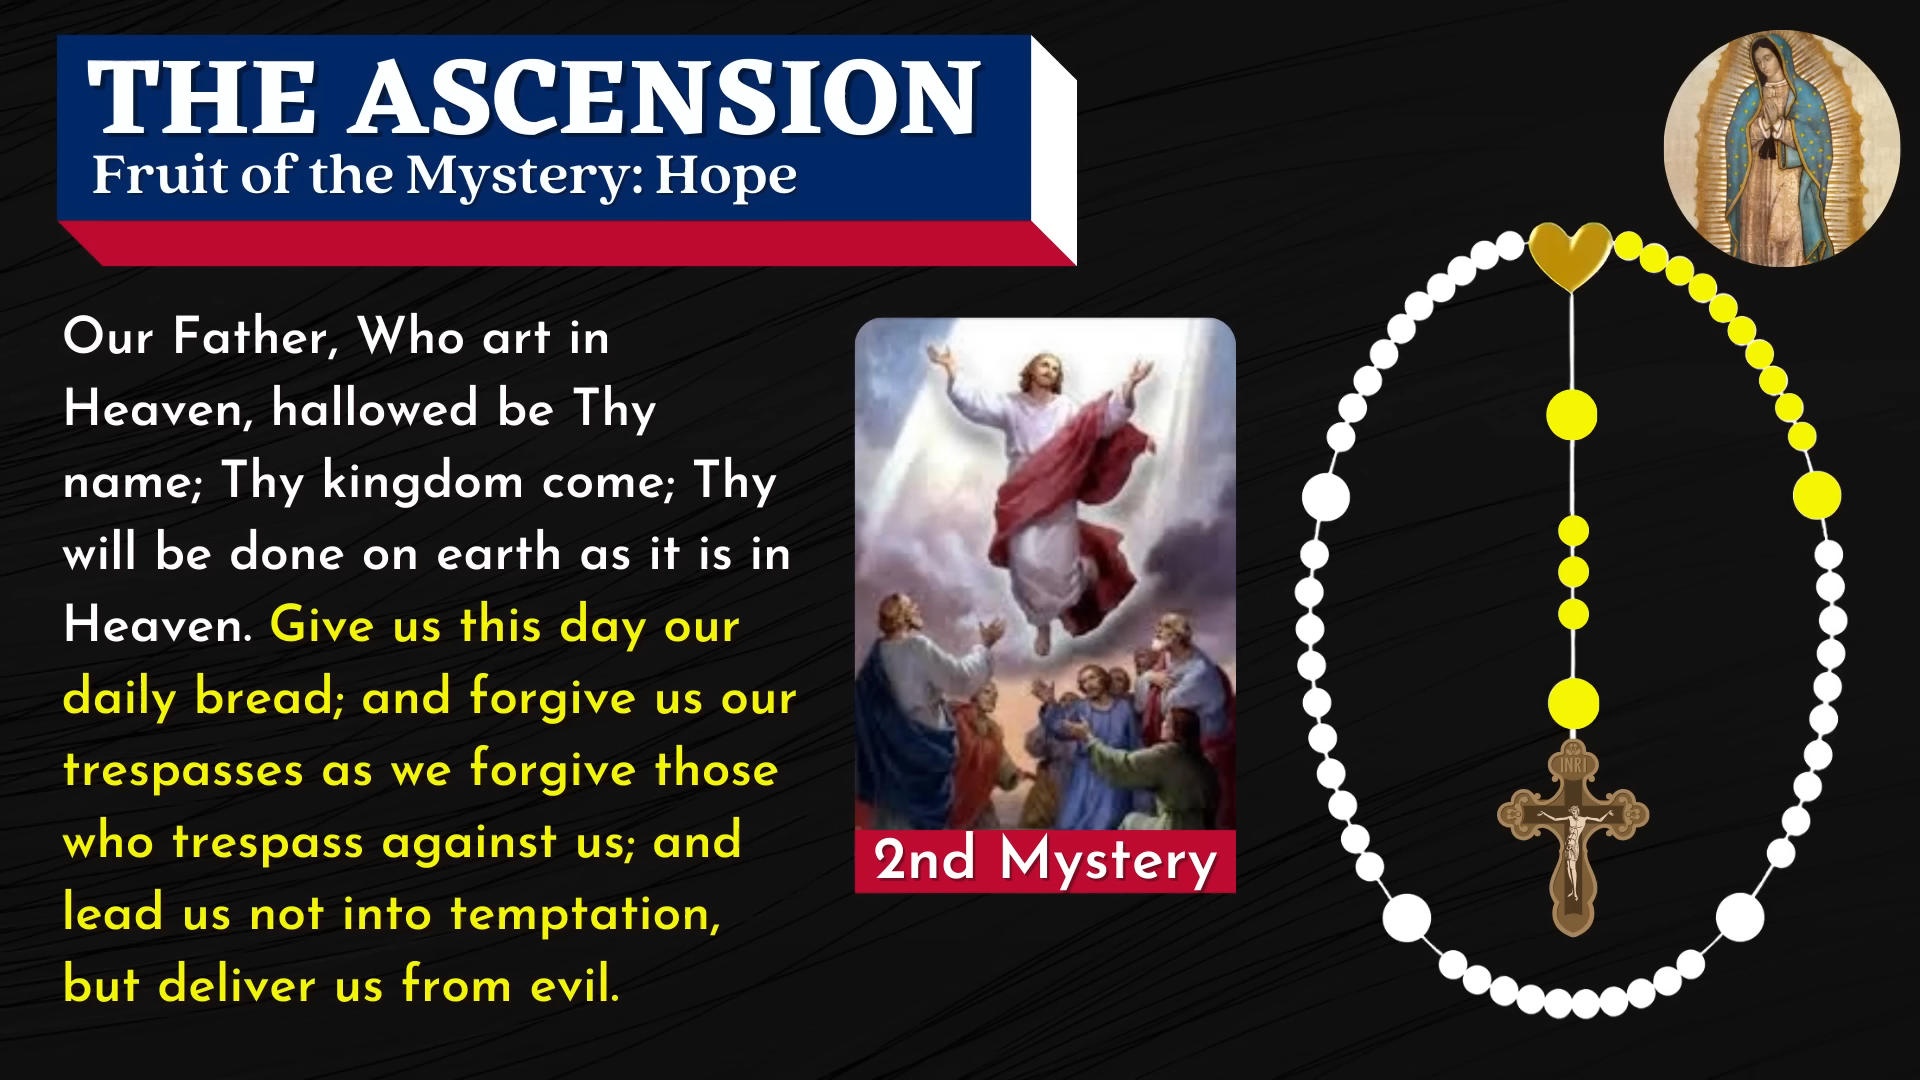 THE ASCENSION
Fruit of the Mystery: Hope
Our Father, Who art in
Heaven, hallowed be Thy
name; Thy kingdom come; Thy
will be done on earth as it is in
Heaven. Give us this day our
daily bread; and forgive us our
trespasses as we forgive those
who trespass against us; and
lead us not into temptation,
but deliver us from evil.
2nd Mystery
INRI